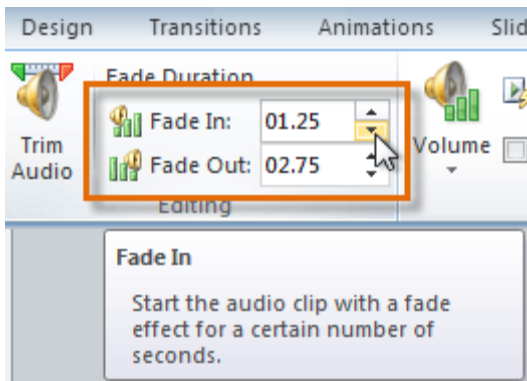 Design Transitions Animations Slid
Fade Duration
Fade In: 01.25
Trim Audio
Fade Out: 02.75
Volume
Editing
Fade In
Start the audio clip with a fade
effect for a certain number of
seconds.